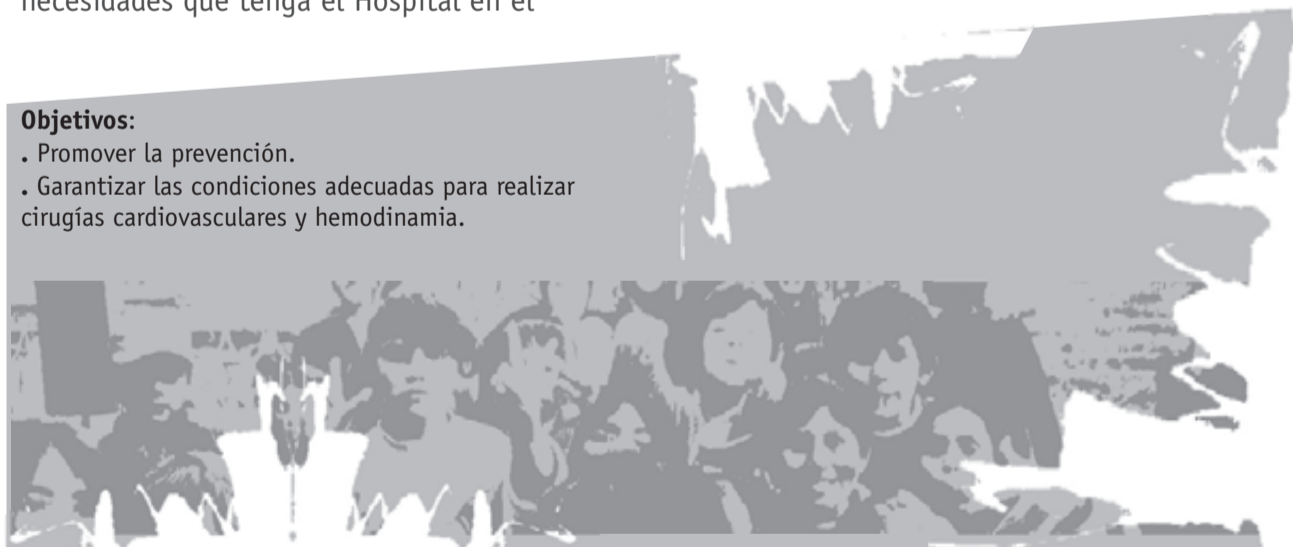 necesidades que tenga el Hospital en el
Objetivos:
. Promover la prevención.
. Garantizar las condiciones adecuadas para realizar
cirugías cardiovasculares y hemodinamia.